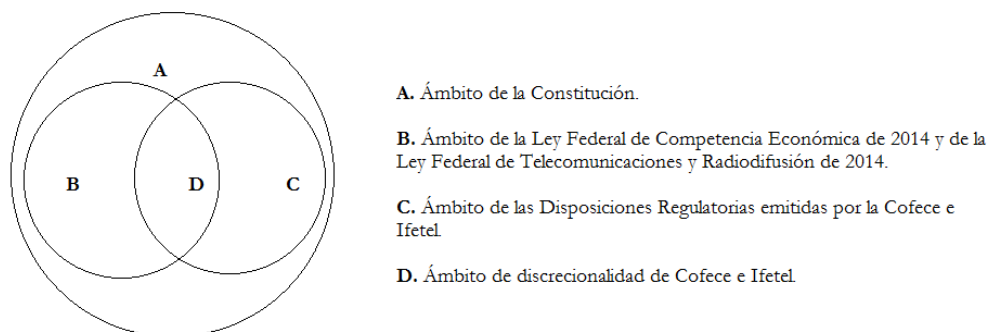 A
B
D
C
A. Ámbito de la Constitución.
B. Ámbito de la Ley Federal de Competencia Económica de 2014 y de la
Ley Federal de Telecomunicaciones y Radiodifusión de 2014.
C. Ámbito de las Disposiciones Regulatorias emitidas por la Cofece e
Ifetel.
D. Ámbito de discrecionalidad de Cofece e Ifetel.